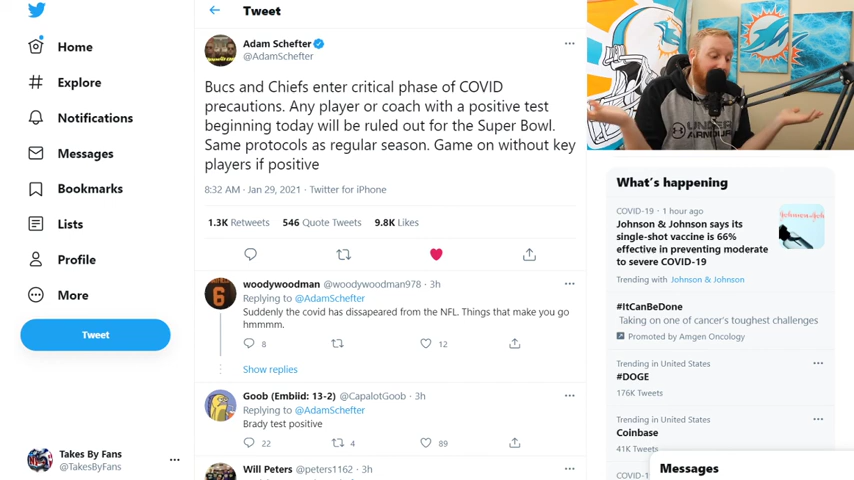 Tweet
Home
Explore
Notifications
Messages
Bookmarks
Lists
Profile
More
Tweet
Takes By Fans
@TakesByFans
Adam Schefter
@AdamSchefter
Bucs and Chiefs enter critical phase of COVID
precautions. Any player or coach with a positive test
beginning today will be ruled out for the Super Bowl.
Same protocols as regular season. Game on without key
players if positive
8:32 AM · Jan 29, 2021 · Twitter for iPhone
1.3K Retweets 546 Quote Tweets 9.8K Likes
woodywoodman @woodywoodman978 · 3h
Replying to @AdamSchefter
Suddenly the covid has dissapeared from the NFL. Things that make you go
hmmmm.
8 12
Show replies
Goob (Embiid: 13-2) @CapalotGoob · 3h
Replying to @AdamSchefter
Brady test positive
22 4 89
Will Peters @peters1162 · 3h
UNDER ARMOUR
What's happening
COVID-19 · 1 hour ago
Johnson & Johnson says its
single-shot vaccine is 66%
effective in preventing moderate
to severe COVID-19
Trending with Johnson & Johnson
#ItCanBeDone
Taking on one of cancer's toughest challenges
Promoted by Amgen Oncology
Trending in United States
#DOGE
176K Tweets
Trending in United States
Coinbase
41K Tweets
COVID-1
Messages